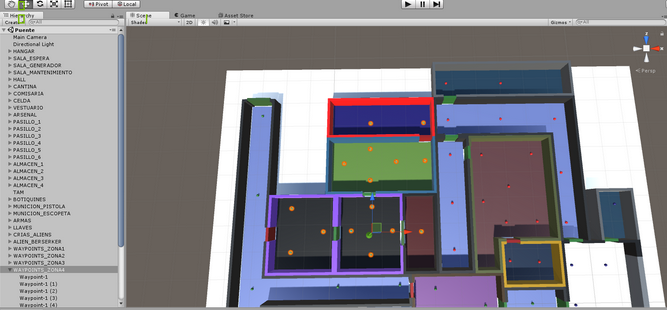 Pivot Local
Hierarchy
Scene Game Asset Store
Create All
Shaded 2D Gizmos All
Puente
Main Camera
Directional Light
HANGAR
SALA_ESPERA
SALA_GENERADOR
SALA_MANTENIMIENTO
HALL
CANTINA
COMISARIA
CELDA
VESTUARIO
ARSENAL
PASILLO_1
PASILLO_2
PASILLO_3
PASILLO_4
PASILLO_5
PASILLO_6
ALMACEN_1
ALMACEN_2
ALMACEN_3
ALMACEN_4
TAM
BOTIQUINES
MUNICION_PISTOLA
MUNICION_ESCOPETA
ARMAS
LLAVES
CRIAS_ALIENS
ALIEN_BERSERKER
WAYPOINTS_ZONA1
WAYPOINTS_ZONA2
WAYPOINTS_ZONA3
WAYPOINTS_ZONA4
Waypoint-1
Waypoint-1 (1)
Waypoint-1 (2)
Waypoint-1 (3)
Waypoint-1 (4)
Persp